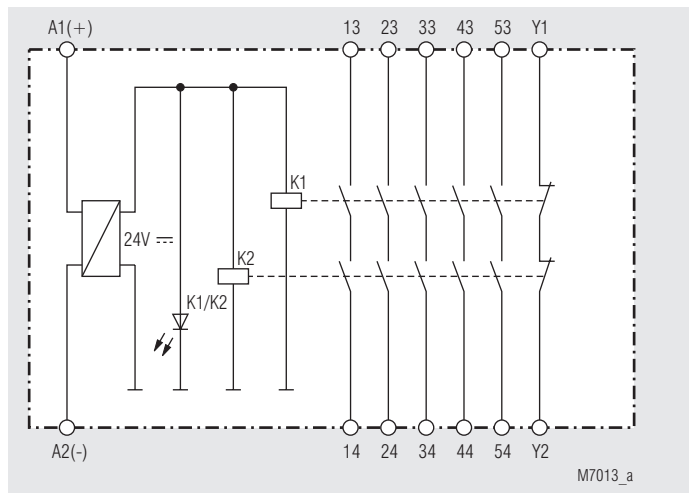 A1(+) 13 23 33 43 53 Y1
K1
24V
K2
K1/K2
A2(-) 14 24 34 44 54 Y2
M7013_a